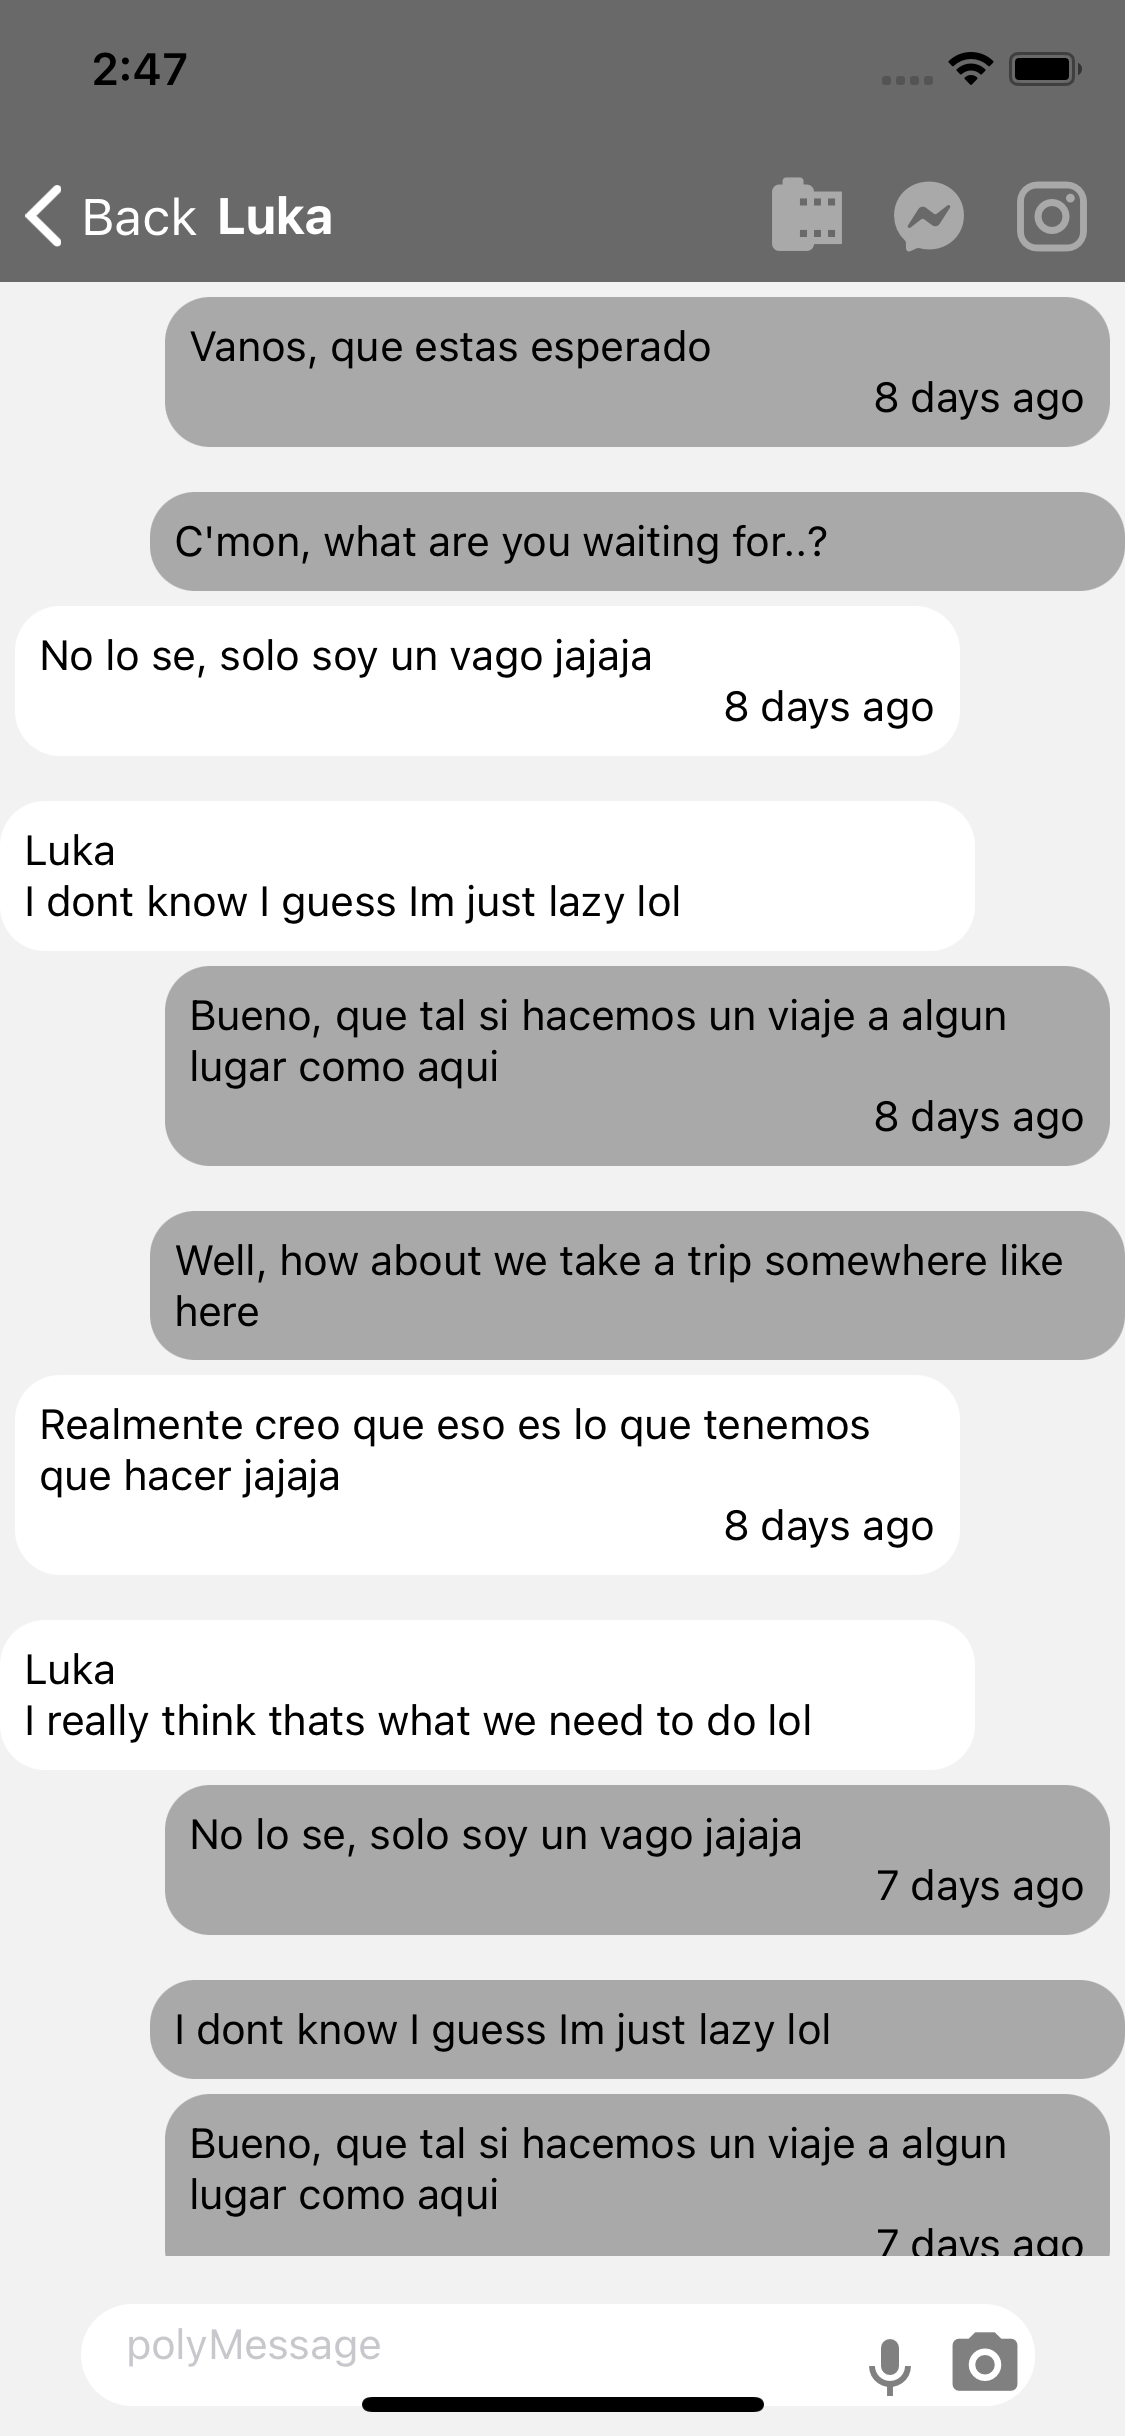 2:47
Back Luka
Vanos, que estas esperado
8 days ago
C'mon, what are you waiting for..?
No lo se, solo soy un vago jajaja
8 days ago
Luka
I dont know I guess Im just lazy lol
Bueno, que tal si hacemos un viaje a algun
lugar como aqui
8 days ago
Well, how about we take a trip somewhere like
here
Realmente creo que eso es lo que tenemos
que hacer jajaja
8 days ago
Luka
I really think thats what we need to do lol
No lo se, solo soy un vago jajaja
7 days ago
I dont know I guess Im just lazy lol
Bueno, que tal si hacemos un viaje a algun
lugar como aqui
7 days ago
polyMessage